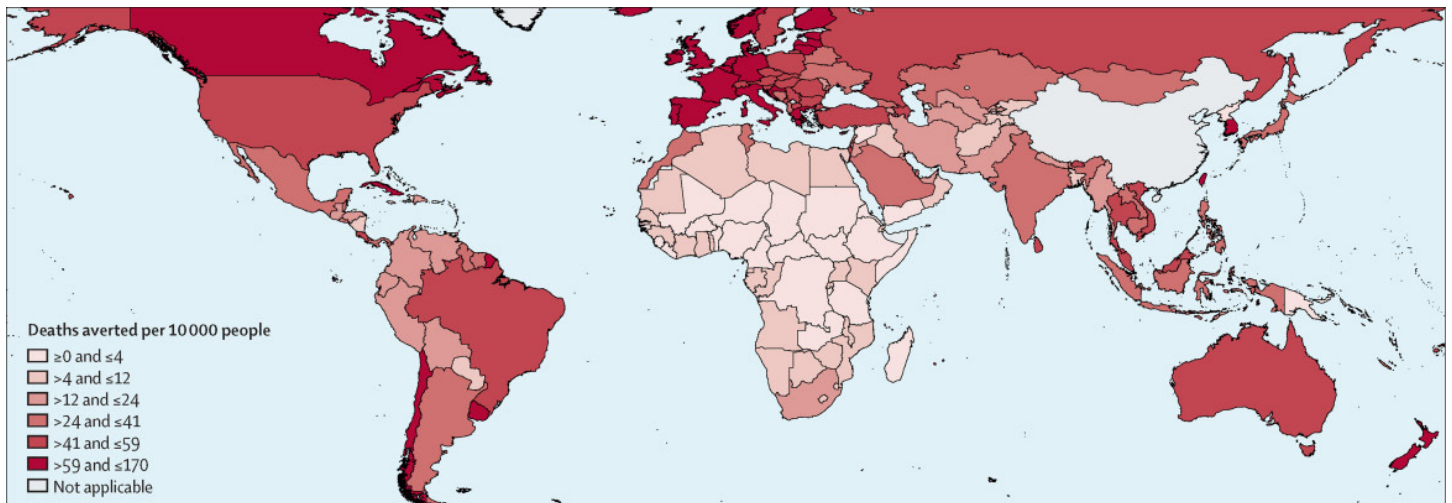 Deaths averted per 10 000 people
≥0 and ≤4
>4 and ≤12
>12 and ≤24
>24 and ≤41
>41 and ≤59
>59 and ≤170
Not applicable